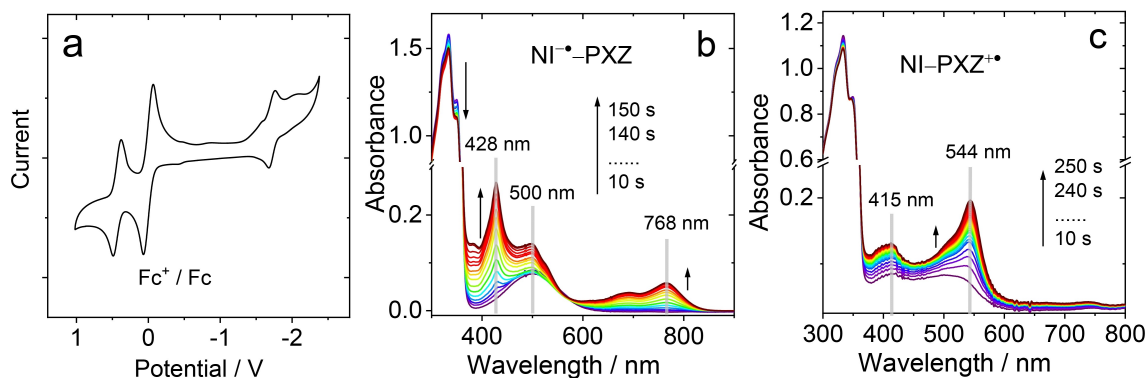 a
Current
Fc⁺ / Fc
1 0 -1 -2
Potential / V
b
NI⁻•–PXZ
1.5
1.0
0.2
0.0
Absorbance
150 s
140 s
......
10 s
428 nm
500 nm
768 nm
400 600 800
Wavelength / nm
c
NI–PXZ⁺•
1.2
1.0
0.8
0.6
0.2
Absorbance
250 s
240 s
......
10 s
415 nm
544 nm
300 400 500 600 700 800
Wavelength / nm